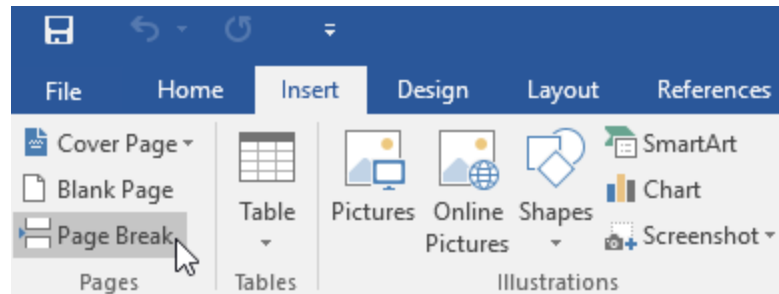 File Home Insert Design Layout References
Cover Page
Blank Page
Page Break
Pages
Table
Tables
Pictures
Online Pictures
Shapes
SmartArt
Chart
Screenshot
Illustrations